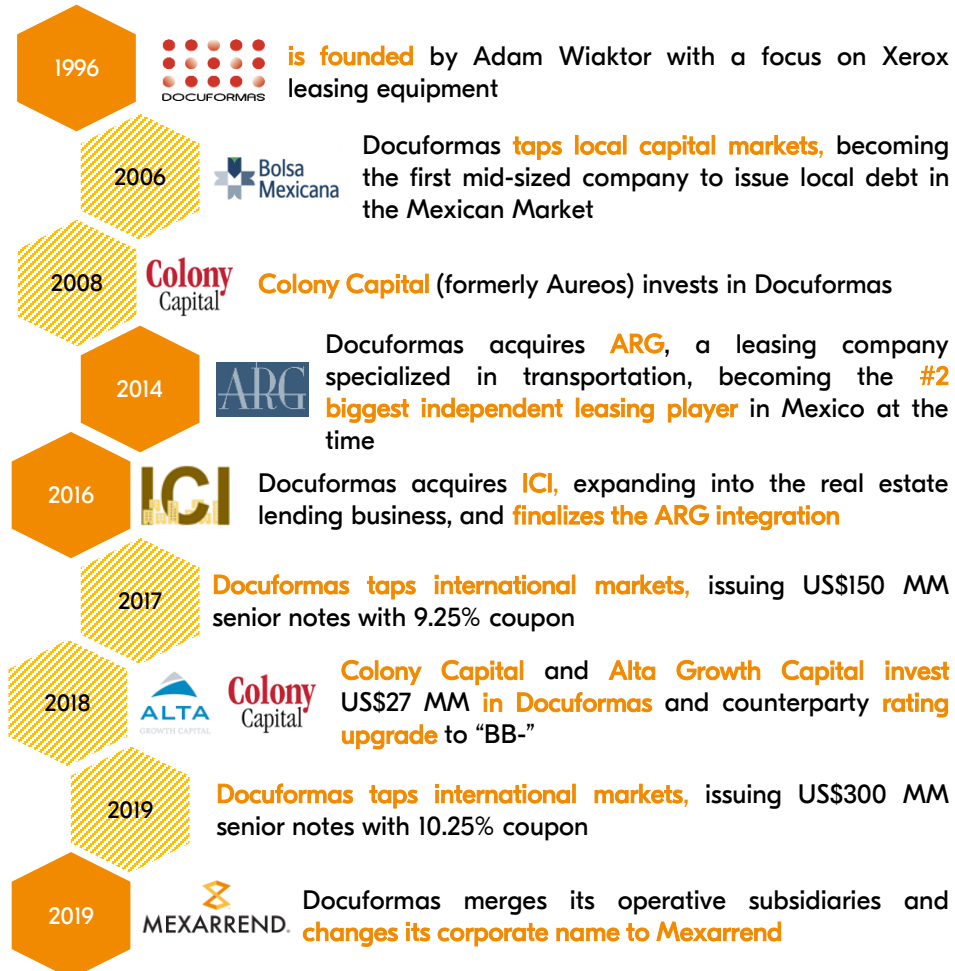 1996
DOCUFORMAS
is founded by Adam Wiaktor with a focus on Xerox
leasing equipment
2006
Bolsa
Mexicana
Docuformas taps local capital markets, becoming
the first mid-sized company to issue local debt in
the Mexican Market
2008
Colony
Capital
Colony Capital (formerly Aureos) invests in Docuformas
2014
ARG
Docuformas acquires ARG, a leasing company
specialized in transportation, becoming the #2
biggest independent leasing player in Mexico at the
time
2016
ICI
Docuformas acquires ICI, expanding into the real estate
lending business, and finalizes the ARG integration
2017
Docuformas taps international markets, issuing US$150 MM
senior notes with 9.25% coupon
2018
ALTA
GROWTH CAPITAL
Colony
Capital
Colony Capital and Alta Growth Capital invest
US$27 MM in Docuformas and counterparty rating
upgrade to “BB-”
2019
Docuformas taps international markets, issuing US$300 MM
senior notes with 10.25% coupon
2019
MEXARREND.
Docuformas merges its operative subsidiaries and
changes its corporate name to Mexarrend